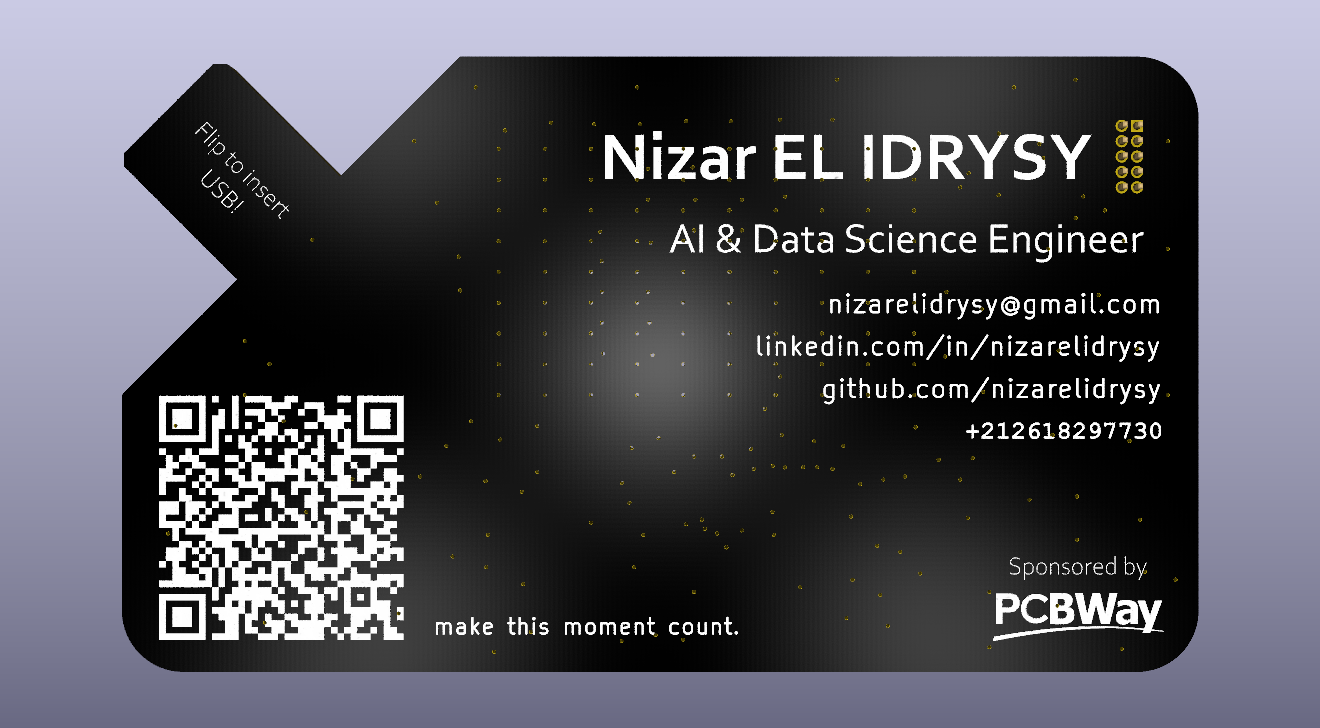 Flip to insert
USB!
Nizar EL IDRYSY
AI & Data Science Engineer
nizarelidrysy@gmail.com
linkedin.com/in/nizarelidrysy
github.com/nizarelidrysy
+212618297730
make this moment count.
Sponsored by
PCBWay